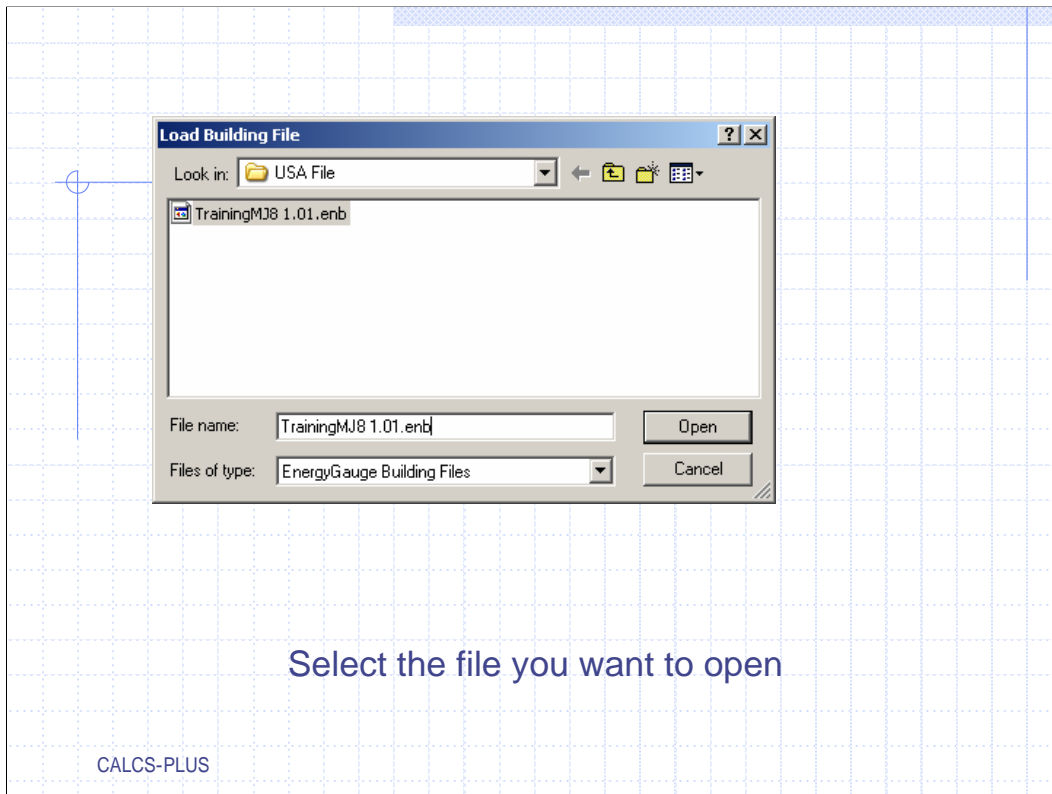 Load Building File
Look in: USA File
TrainingMJ8 1.01.enb
File name: TrainingMJ8 1.01.enb Open
Files of type: EnergyGauge Building Files Cancel
Select the file you want to open
CALCS-PLUS